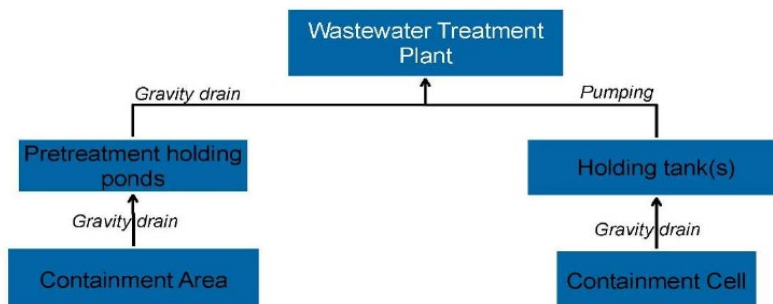 Wastewater Treatment
Plant
Gravity drain
Pumping
Pretreatment holding
ponds
Holding tank(s)
Gravity drain
Gravity drain
Containment Area
Containment Cell